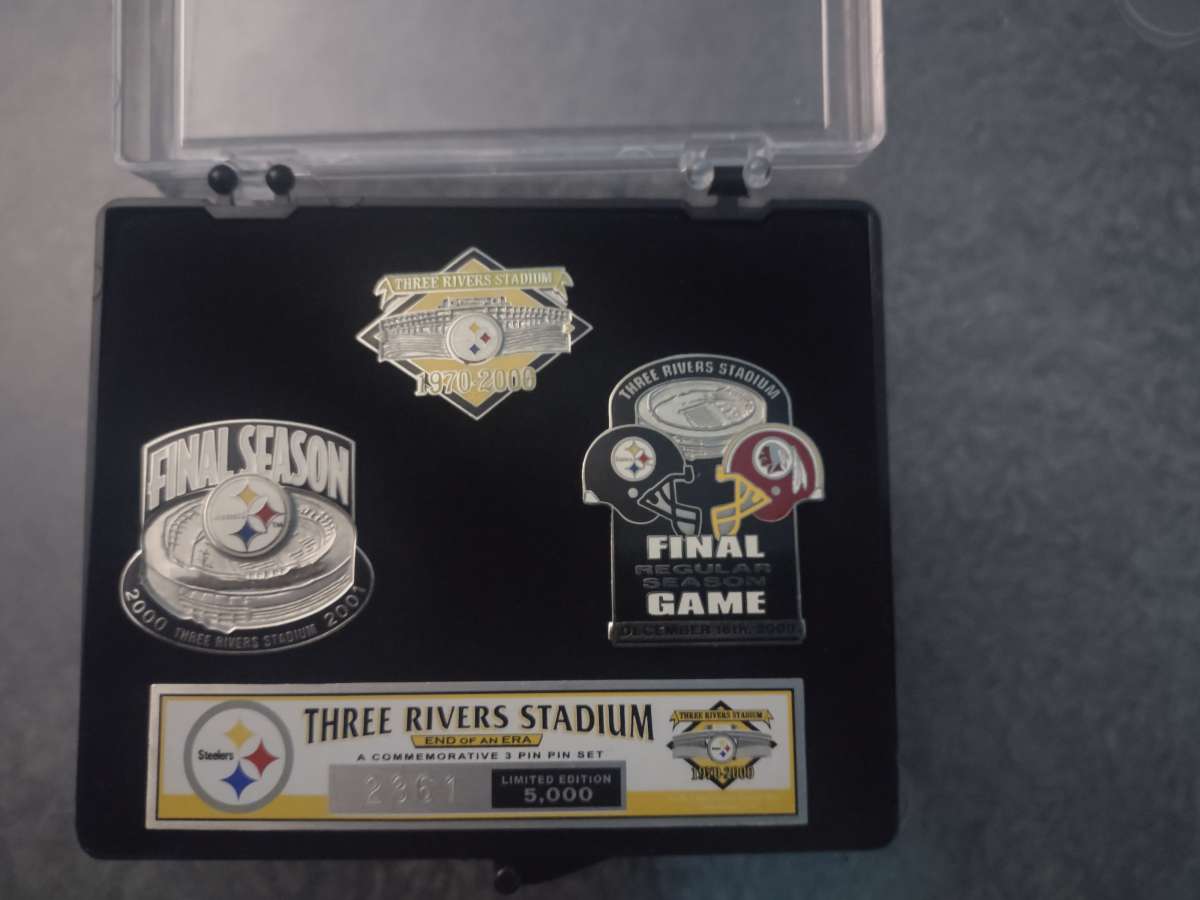 THREE RIVERS STADIUM
1970-2000
FINAL SEASON
2000 THREE RIVERS STADIUM 2001
THREE RIVERS STADIUM
FINAL
REGULAR
SEASON
GAME
DECEMBER 16th, 2000
Steelers
THREE RIVERS STADIUM
END OF AN ERA
A COMMEMORATIVE 3 PIN PIN SET
2361
LIMITED EDITION
5,000
THREE RIVERS STADIUM
1970-2000